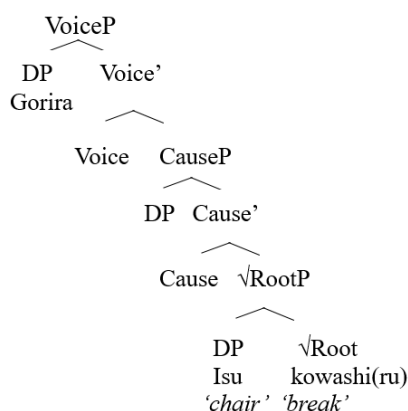 VoiceP
DP Voice’
Gorira
Voice CauseP
DP Cause’
Cause √RootP
DP √Root
Isu kowashi(ru)
‘chair’ ‘break’